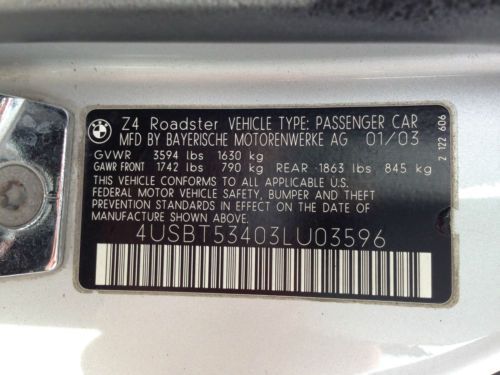 BMW
Z4 Roadster VEHICLE TYPE: PASSENGER CAR
MFD BY BAYERISCHE MOTORENWERKE AG 01/03
GVWR 3594 lbs 1630 kg
GAWR FRONT 1742 lbs 790 kg REAR 1863 lbs 845 kg
THIS VEHICLE CONFORMS TO ALL APPLICABLE U.S.
FEDERAL MOTOR VEHICLE SAFETY, BUMPER AND THEFT
PREVENTION STANDARDS IN EFFECT ON THE DATE OF
MANUFACTURE SHOWN ABOVE.
4USBT53403LU03596
2 122 606